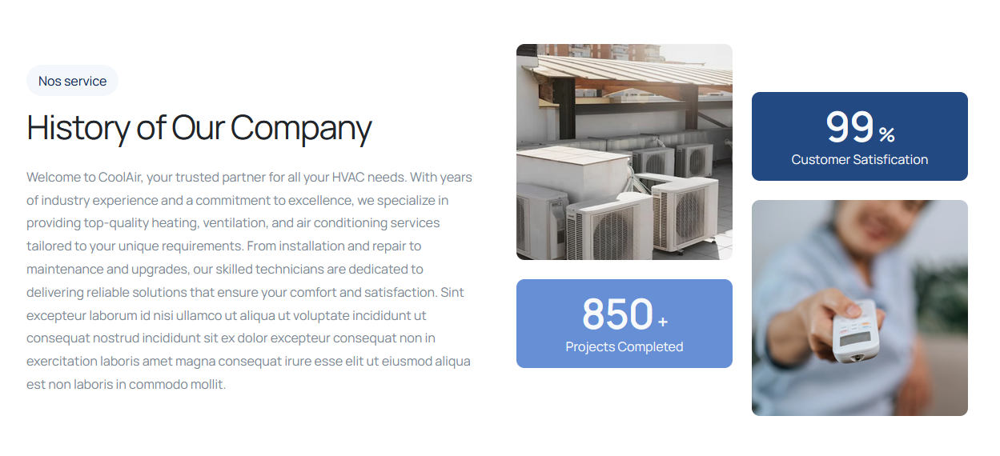 Nos service
History of Our Company
Welcome to CoolAir, your trusted partner for all your HVAC needs. With years
of industry experience and a commitment to excellence, we specialize in
providing top-quality heating, ventilation, and air conditioning services
tailored to your unique requirements. From installation and repair to
maintenance and upgrades, our skilled technicians are dedicated to
delivering reliable solutions that ensure your comfort and satisfaction. Sint
excepteur laborum id nisi ullamco ut aliqua ut voluptate incididunt ut
consequat nostrud incididunt sit ex dolor excepteur consequat non in
exercitation laboris amet magna consequat irure esse elit ut eiusmod aliqua
est non laboris in commodo mollit.
850 +
Projects Completed
99 %
Customer Satisfication